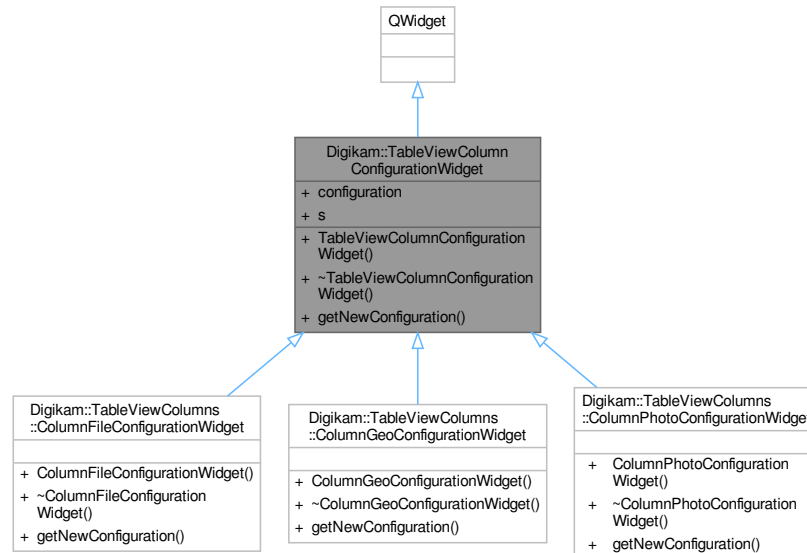 QWidget
Digikam::TableViewColumn
ConfigurationWidget
+ configuration
+ s
+ TableViewColumnConfiguration
Widget()
+ ~TableViewColumnConfiguration
Widget()
+ getNewConfiguration()
Digikam::TableViewColumns
::ColumnFileConfigurationWidget
+ ColumnFileConfigurationWidget()
+ ~ColumnFileConfiguration
Widget()
+ getNewConfiguration()
Digikam::TableViewColumns
::ColumnGeoConfigurationWidget
+ ColumnGeoConfigurationWidget()
+ ~ColumnGeoConfigurationWidget()
+ getNewConfiguration()
Digikam::TableViewColumns
::ColumnPhotoConfigurationWidget
+ ColumnPhotoConfiguration
Widget()
+ ~ColumnPhotoConfiguration
Widget()
+ getNewConfiguration()